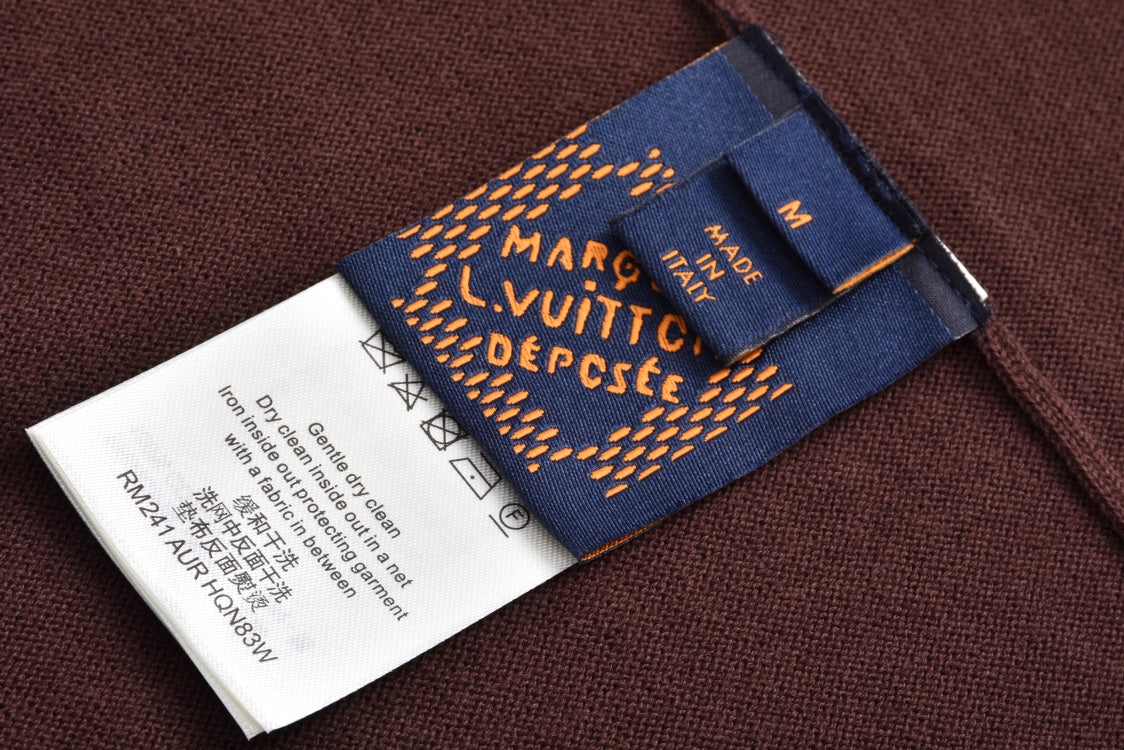 MARQ
L.VUITTO
DÉPOSÉE
MADE
IN
ITALY
M
F
Gentle dry clean
Dry clean inside out in a net
Iron inside out protecting garment
with a fabric in between
缓和干洗
洗网中反面干洗
垫布反面熨烫
RM241 AUR HQN83W